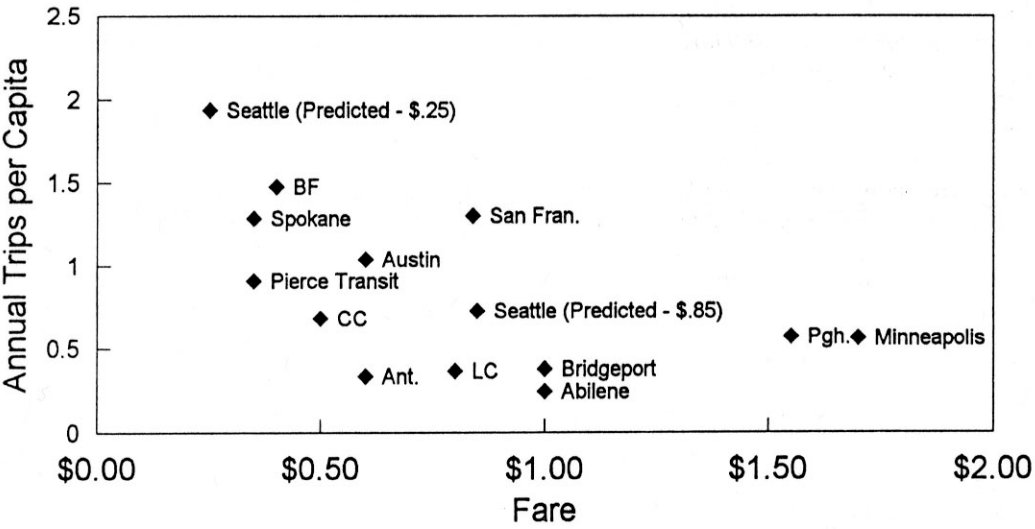 Annual Trips per Capita
2.5
2
1.5
1
0.5
0
Seattle (Predicted - $.25)
BF
Spokane
San Fran.
Austin
Pierce Transit
CC
Seattle (Predicted - $.85)
Pgh.
Minneapolis
Ant.
LC
Bridgeport
Abilene
$0.00 $0.50 $1.00 $1.50 $2.00
Fare